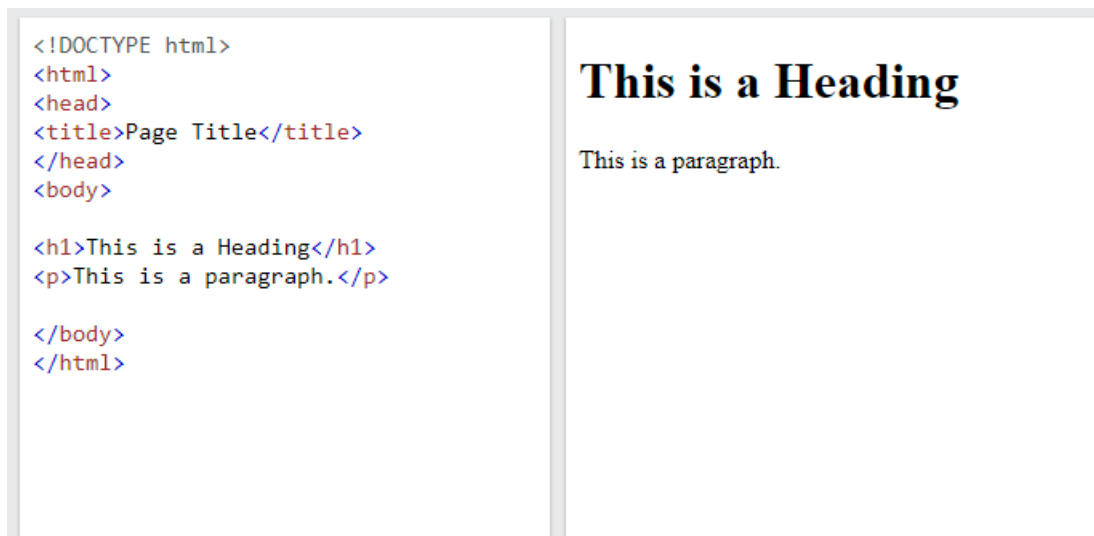 <!DOCTYPE html>
<html>
<head>
<title>Page Title</title>
</head>
<body>
<h1>This is a Heading</h1>
<p>This is a paragraph.</p>
</body>
</html>
This is a Heading
This is a paragraph.